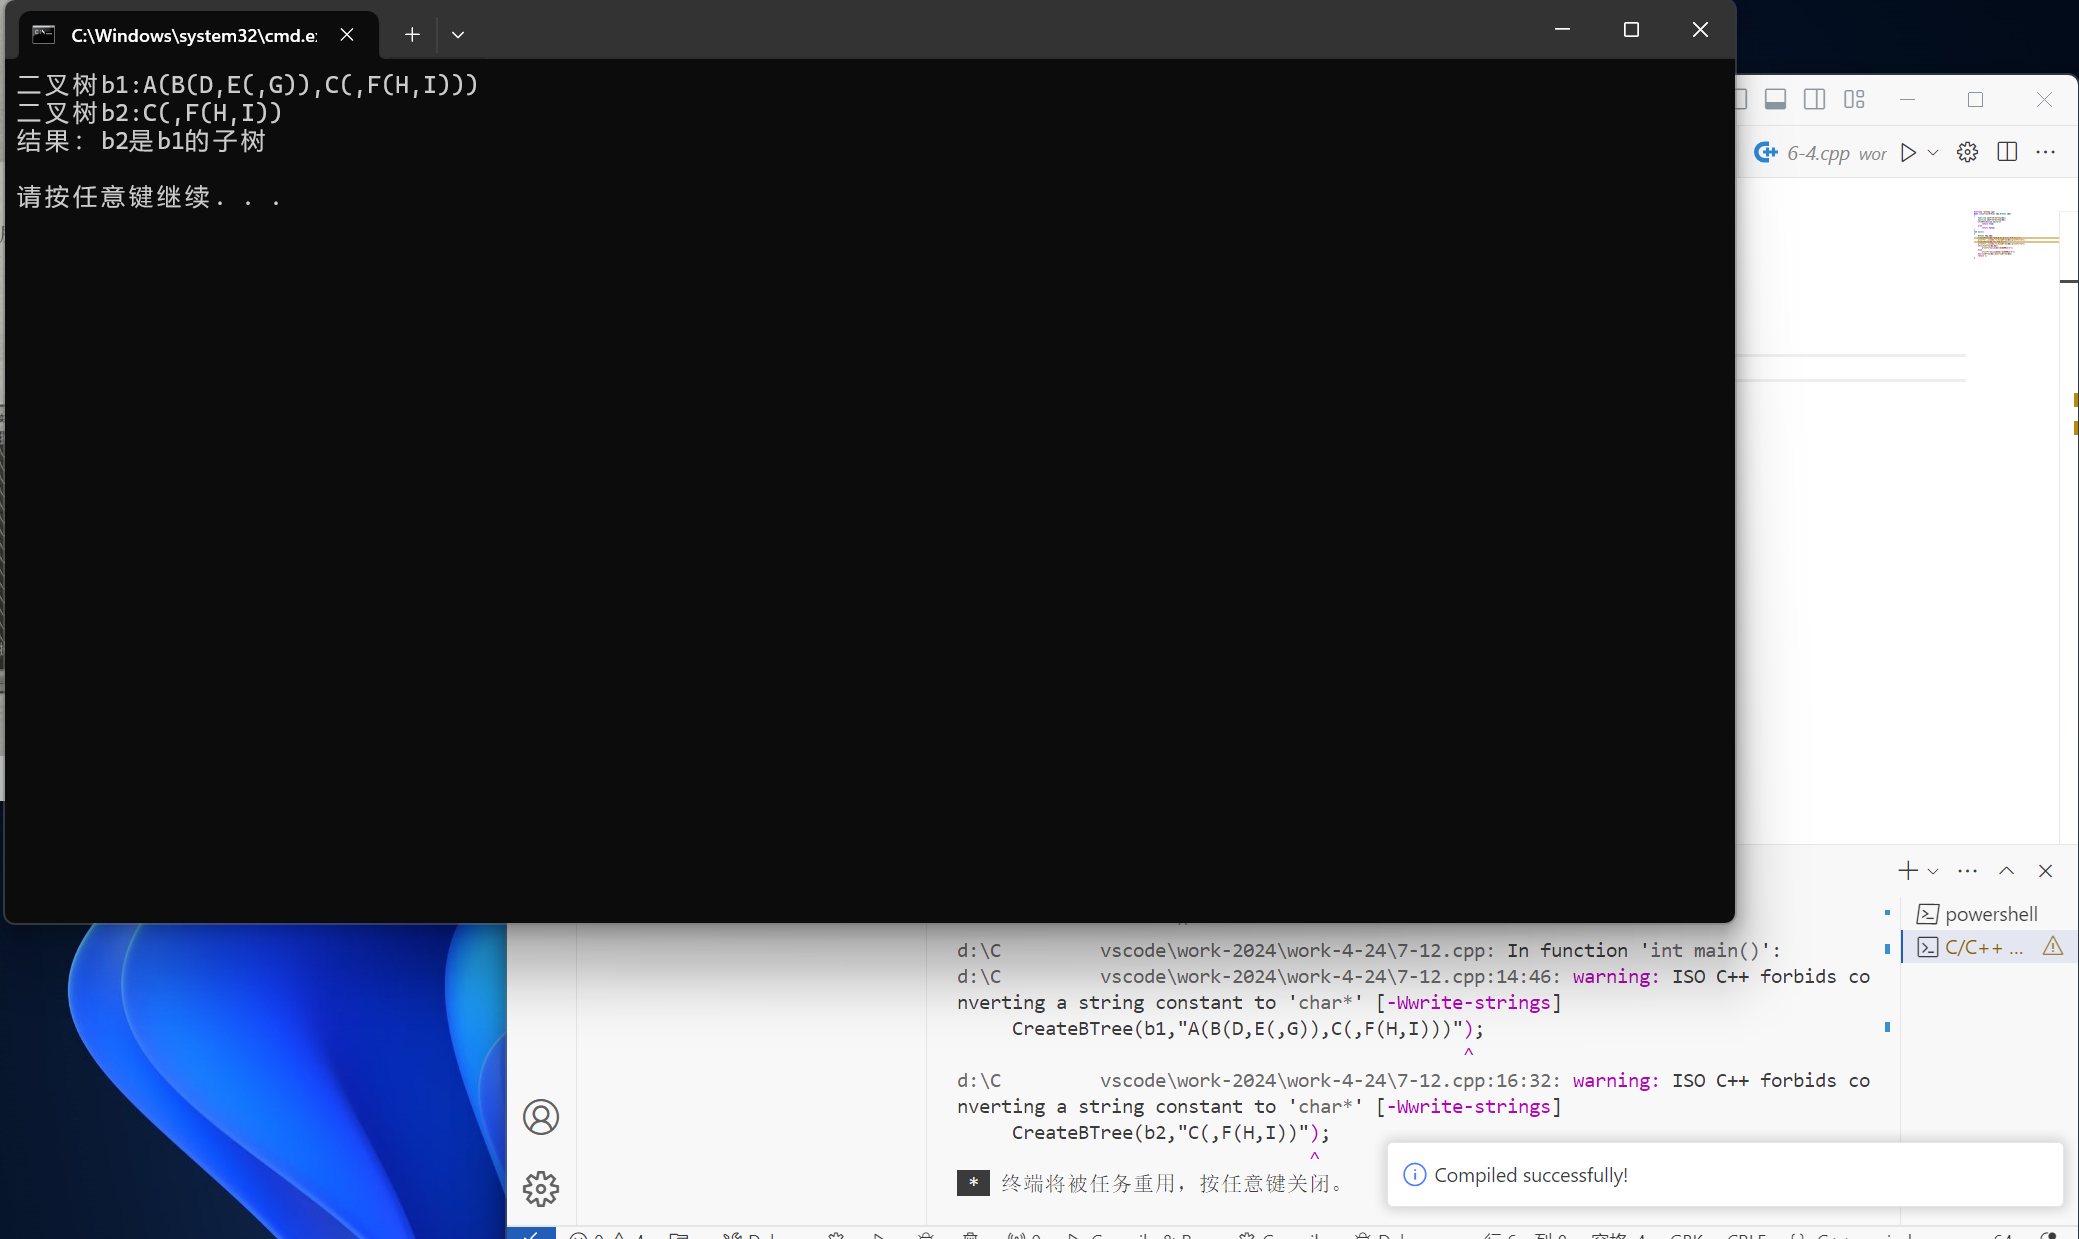 C:\Windows\system32\cmd.e
二叉树b1:A(B(D,E(,G)),C(,F(H,I)))
二叉树b2:C(,F(H,I))
结果: b2是b1的子树
请按任意键继续. . .
6-4.cpp wor
powershell
C/C++ ...
d:\C vscode\work-2024\work-4-24\7-12.cpp: In function 'int main()':
d:\C vscode\work-2024\work-4-24\7-12.cpp:14:46: warning: ISO C++ forbids co
nverting a string constant to 'char*' [-Wwrite-strings]
CreateBTree(b1,"A(B(D,E(,G)),C(,F(H,I)))");
^
d:\C vscode\work-2024\work-4-24\7-12.cpp:16:32: warning: ISO C++ forbids co
nverting a string constant to 'char*' [-Wwrite-strings]
CreateBTree(b2,"C(,F(H,I))");
^
* 终端将被任务重用，按任意键关闭。
Compiled successfully!